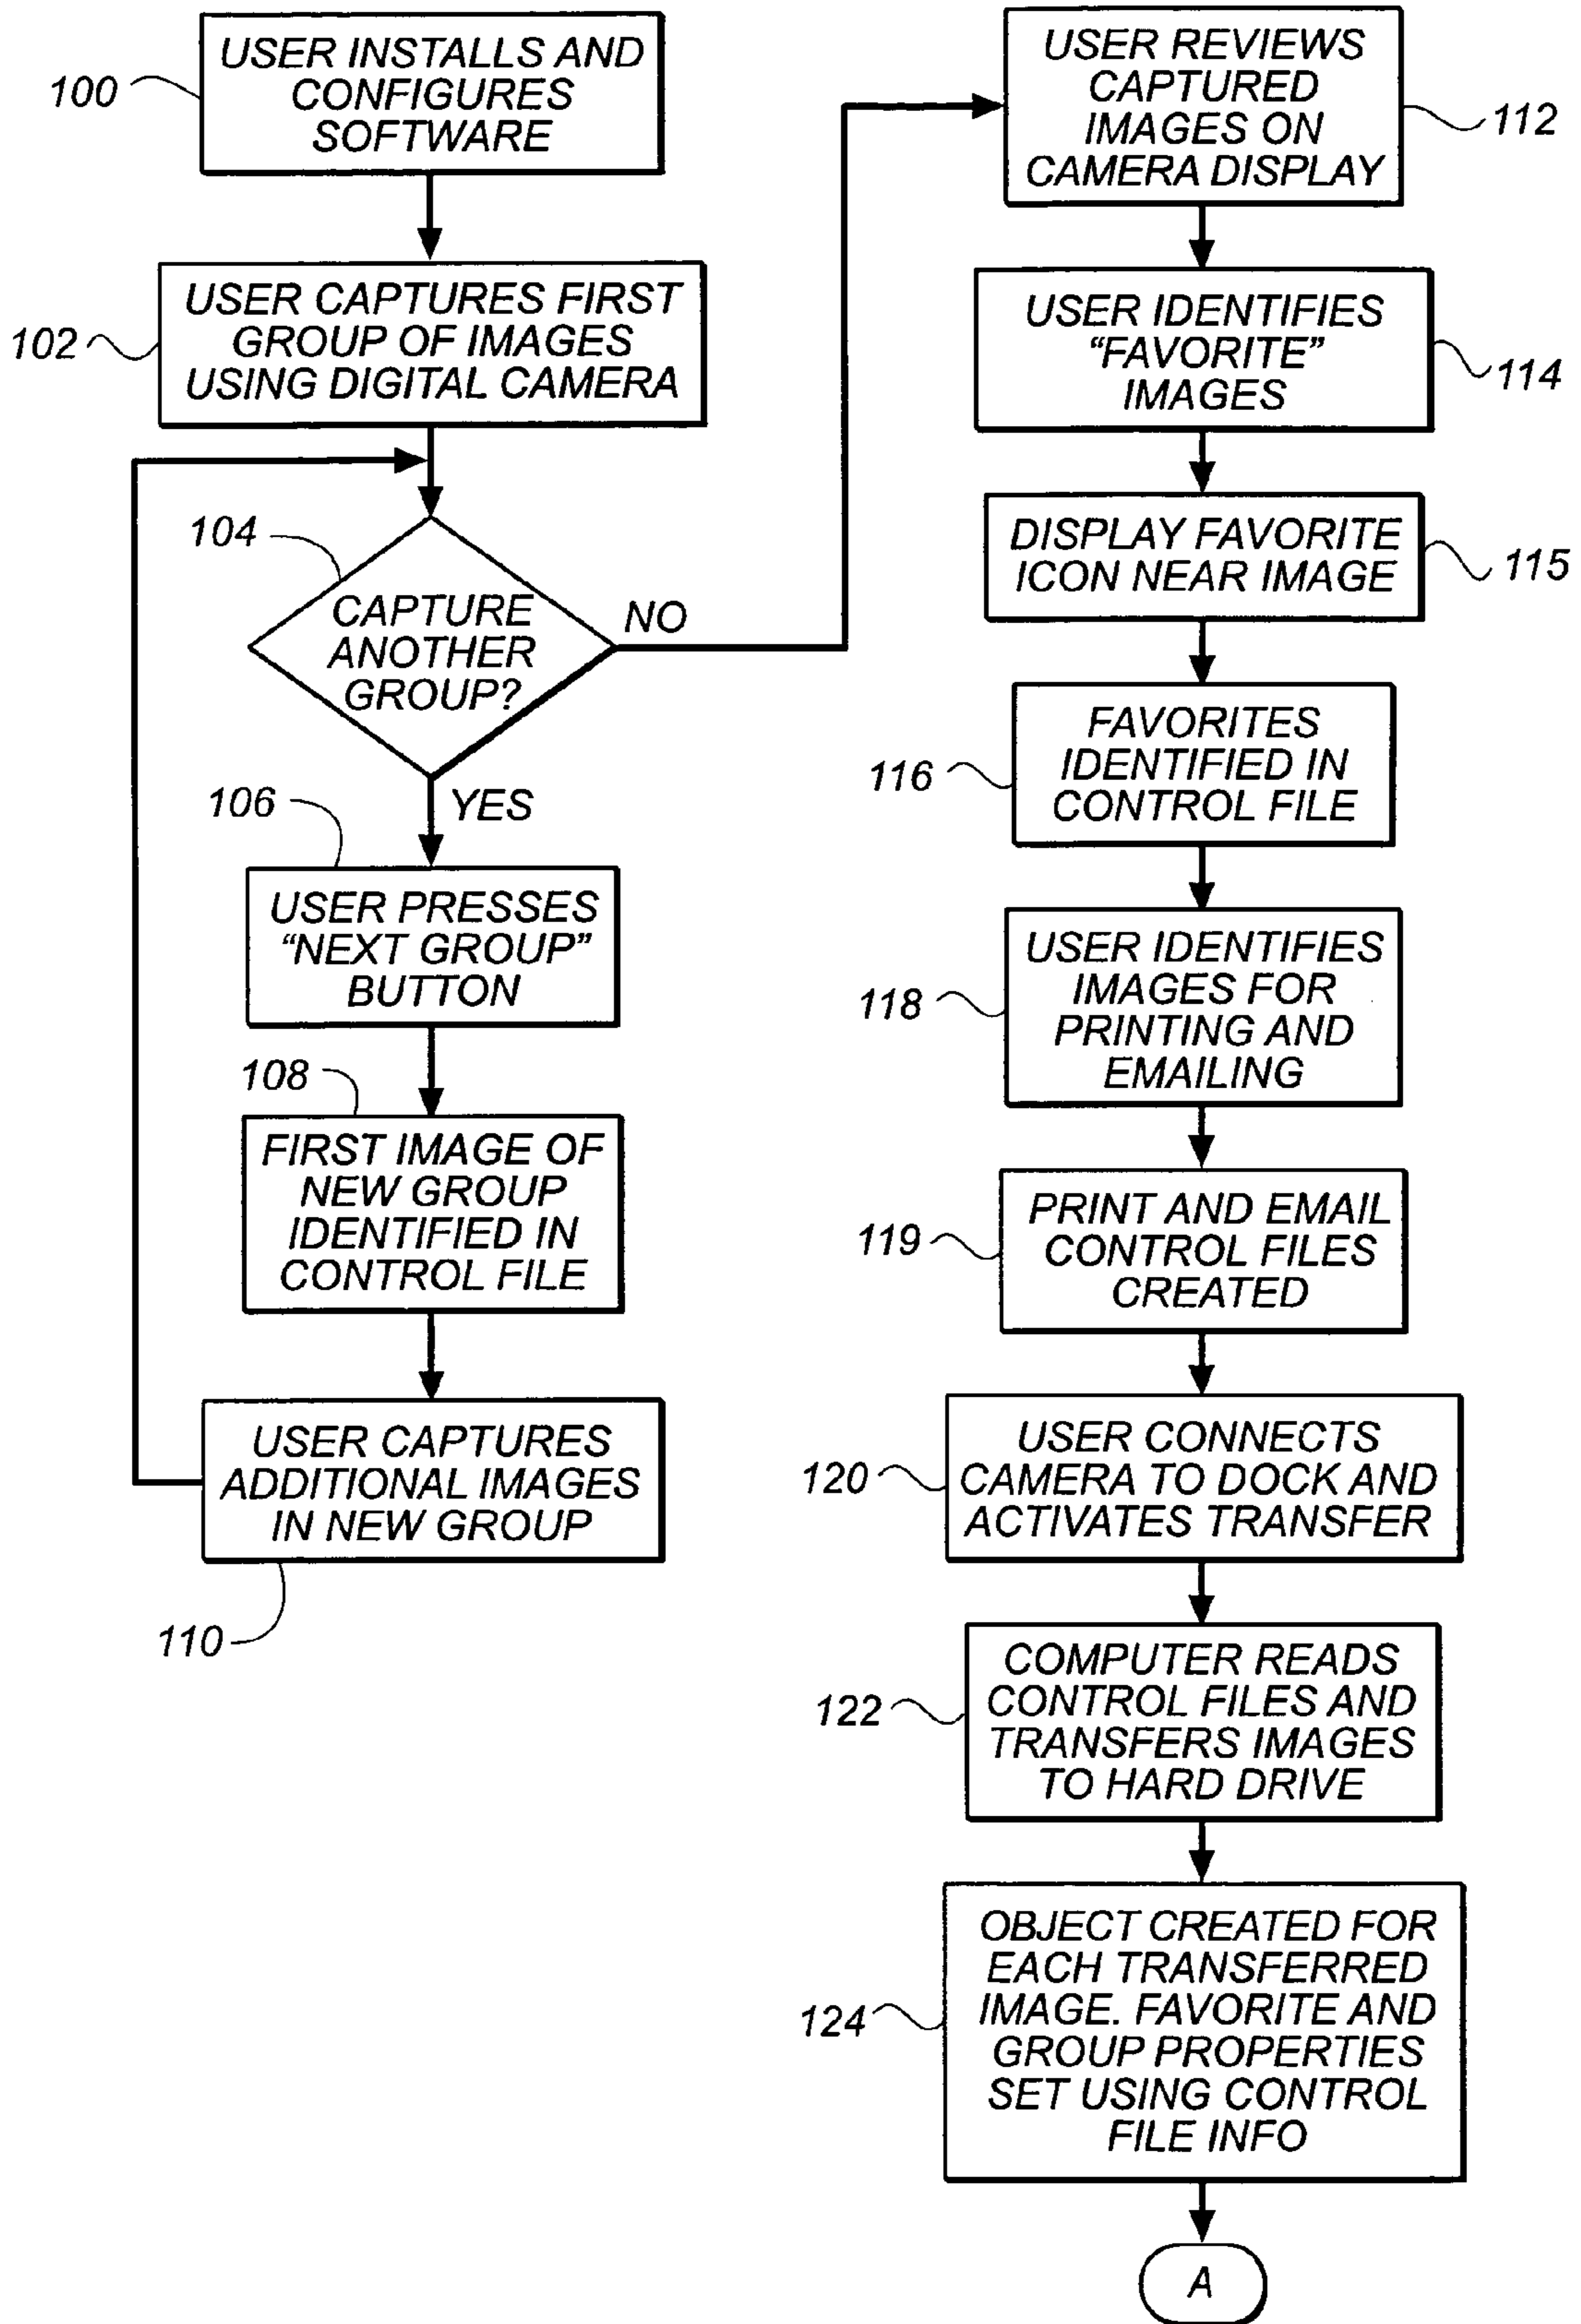 100
USER INSTALLS AND
CONFIGURES
SOFTWARE
102
USER CAPTURES FIRST
GROUP OF IMAGES
USING DIGITAL CAMERA
104
CAPTURE
ANOTHER
GROUP?
NO
YES
106
USER PRESSES
“NEXT GROUP”
BUTTON
108
FIRST IMAGE OF
NEW GROUP
IDENTIFIED IN
CONTROL FILE
USER CAPTURES
ADDITIONAL IMAGES
IN NEW GROUP
110
USER REVIEWS
CAPTURED
IMAGES ON
CAMERA DISPLAY
112
USER IDENTIFIES
“FAVORITE”
IMAGES
114
DISPLAY FAVORITE
ICON NEAR IMAGE
115
FAVORITES
IDENTIFIED IN
CONTROL FILE
116
USER IDENTIFIES
IMAGES FOR
PRINTING AND
EMAILING
118
PRINT AND EMAIL
CONTROL FILES
CREATED
119
USER CONNECTS
CAMERA TO DOCK AND
ACTIVATES TRANSFER
120
COMPUTER READS
CONTROL FILES AND
TRANSFERS IMAGES
TO HARD DRIVE
122
OBJECT CREATED FOR
EACH TRANSFERRED
IMAGE. FAVORITE AND
GROUP PROPERTIES
SET USING CONTROL
FILE INFO
124
A